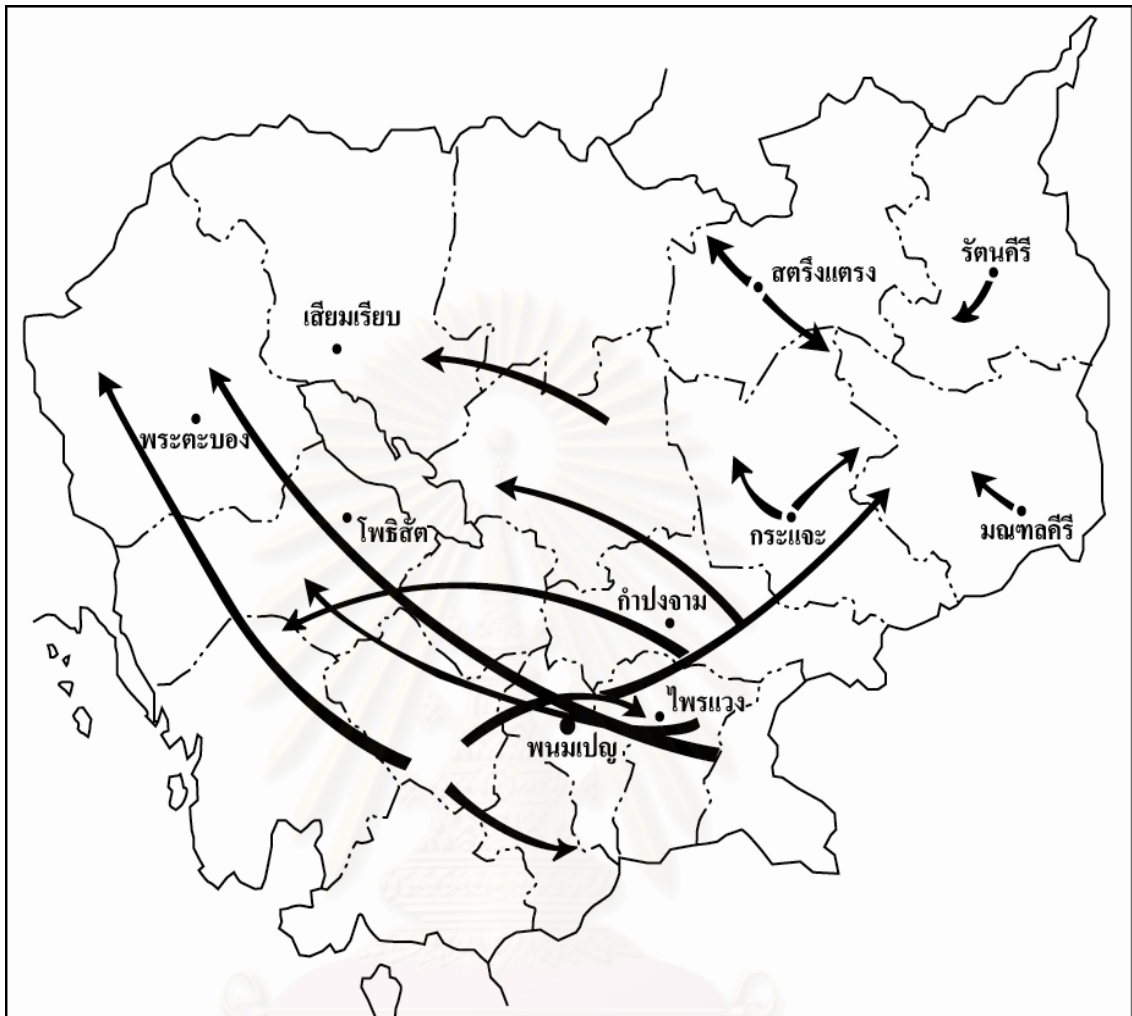 รัตนคีรี
สตรึงแตรง
เสียมเรียบ
พระตะบอง
โพธิสัต
กระแจะ
มณฑลคีรี
กำปงจาม
ไพรแวง
พนมเปญ